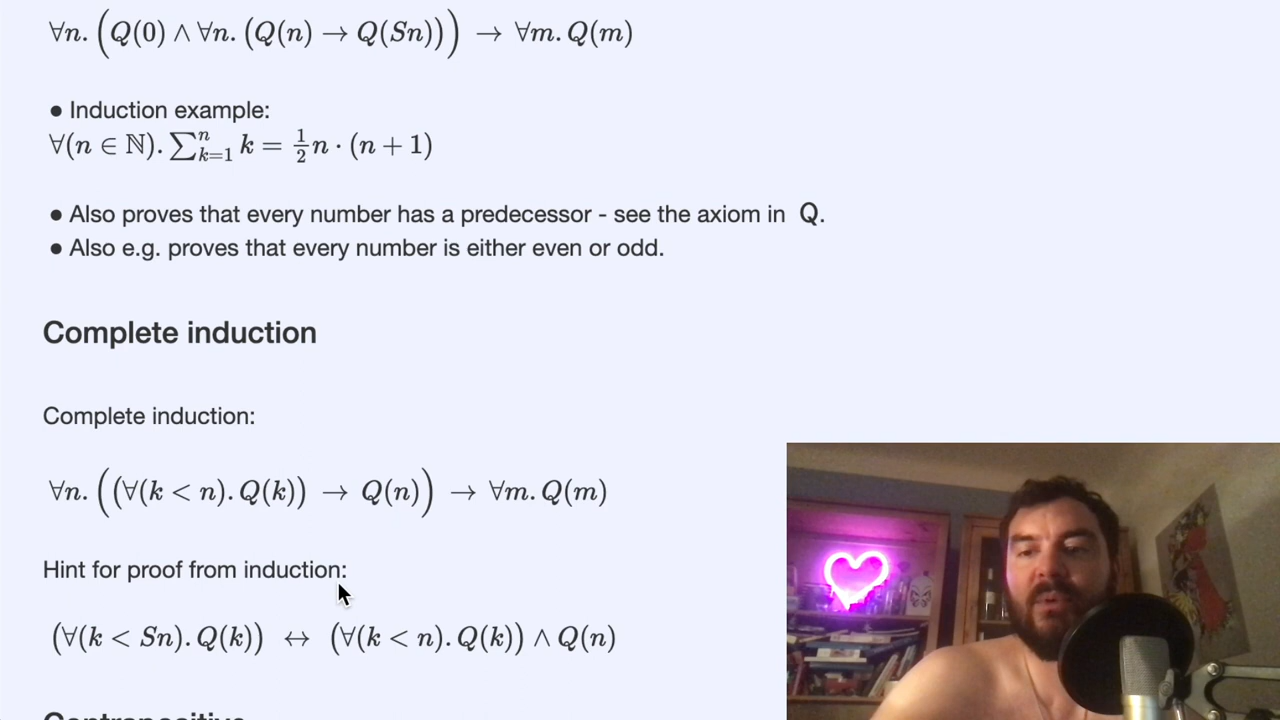 ∀n. (Q(0) ∧ ∀n. (Q(n) → Q(Sn))) → ∀m. Q(m)
● Induction example:
∀(n ∈ ℕ). ∑ⁿₖ₌₁ k = ½n · (n + 1)
● Also proves that every number has a predecessor - see the axiom in Q.
● Also e.g. proves that every number is either even or odd.
Complete induction
Complete induction:
∀n. ((∀(k < n). Q(k)) → Q(n)) → ∀m. Q(m)
Hint for proof from induction:
(∀(k < Sn). Q(k)) ↔ (∀(k < n). Q(k)) ∧ Q(n)
Contrapositive